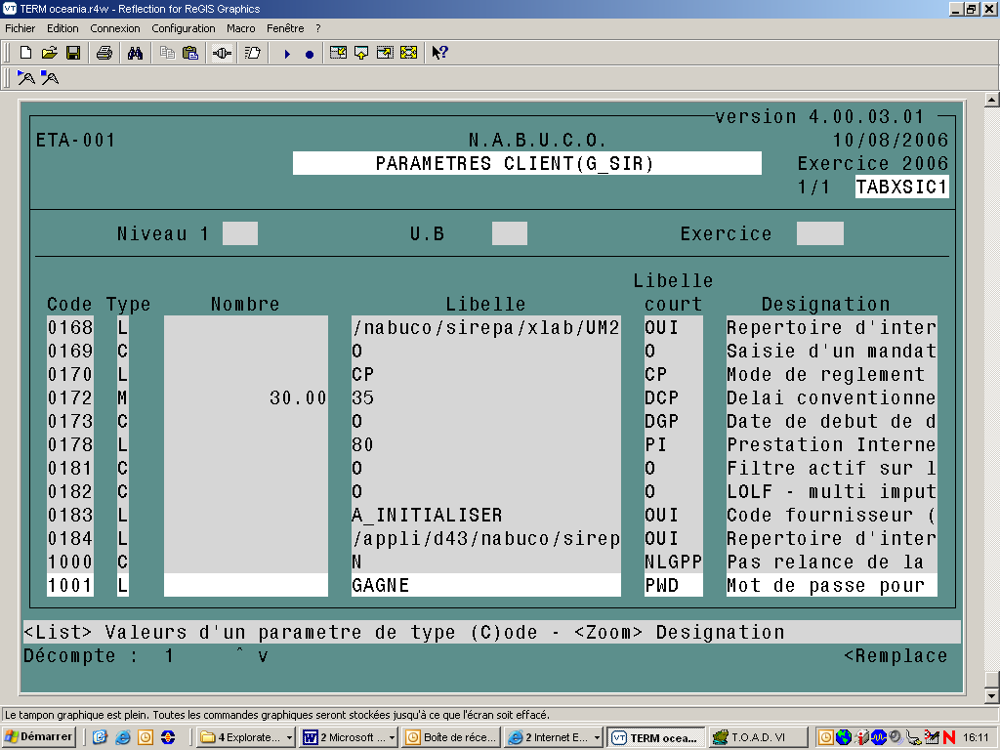 TERM oceania.r4w - Reflection for ReGIS Graphics
Fichier Edition Connection Configuration Macro Fenêtre ?
version 4.00.03.01
ETA-001 N.A.B.U.C.O. 10/08/2006
PARAMETRES CLIENT(G_SIR) Exercice 2006
1/1 TABXSIC1
Niveau 1 U.B Exercice
Libelle
Code Type Nombre Libelle court Designation
0168 L /nabuco/sirepa/xlab/UM2 OUI Repertoire d'inter
0169 C O O Saisie d'un mandat
0170 L CP CP Mode de reglement
0172 M 30.00 35 DCP Delai conventionne
0173 C O DGP Date de debut de d
0178 L 80 PI Prestation Interne
0181 C O O Filtre actif sur l
0182 C O O LOLF - multi imput
0183 L A_INITIALISER OUI Code fournisseur (
0184 L /appli/d43/nabuco/sirep OUI Repertoire d'inter
1000 C N NLGPP Pas relance de la
1001 L GAGNE PWD Mot de passe pour
<List> Valeurs d'un parametre de type (C)ode - <Zoom> Designation
Décompte : 1 ^ v <Remplace
Le tampon graphique est plein. Toutes les commandes graphiques seront stockées jusqu'à ce que l'écran soit effacé.
Démarrer 4 Explorate... 2 Microsoft ... Boîte de réce... 2 Internet E... TERM ocea... T.O.A.D. VI 16:11